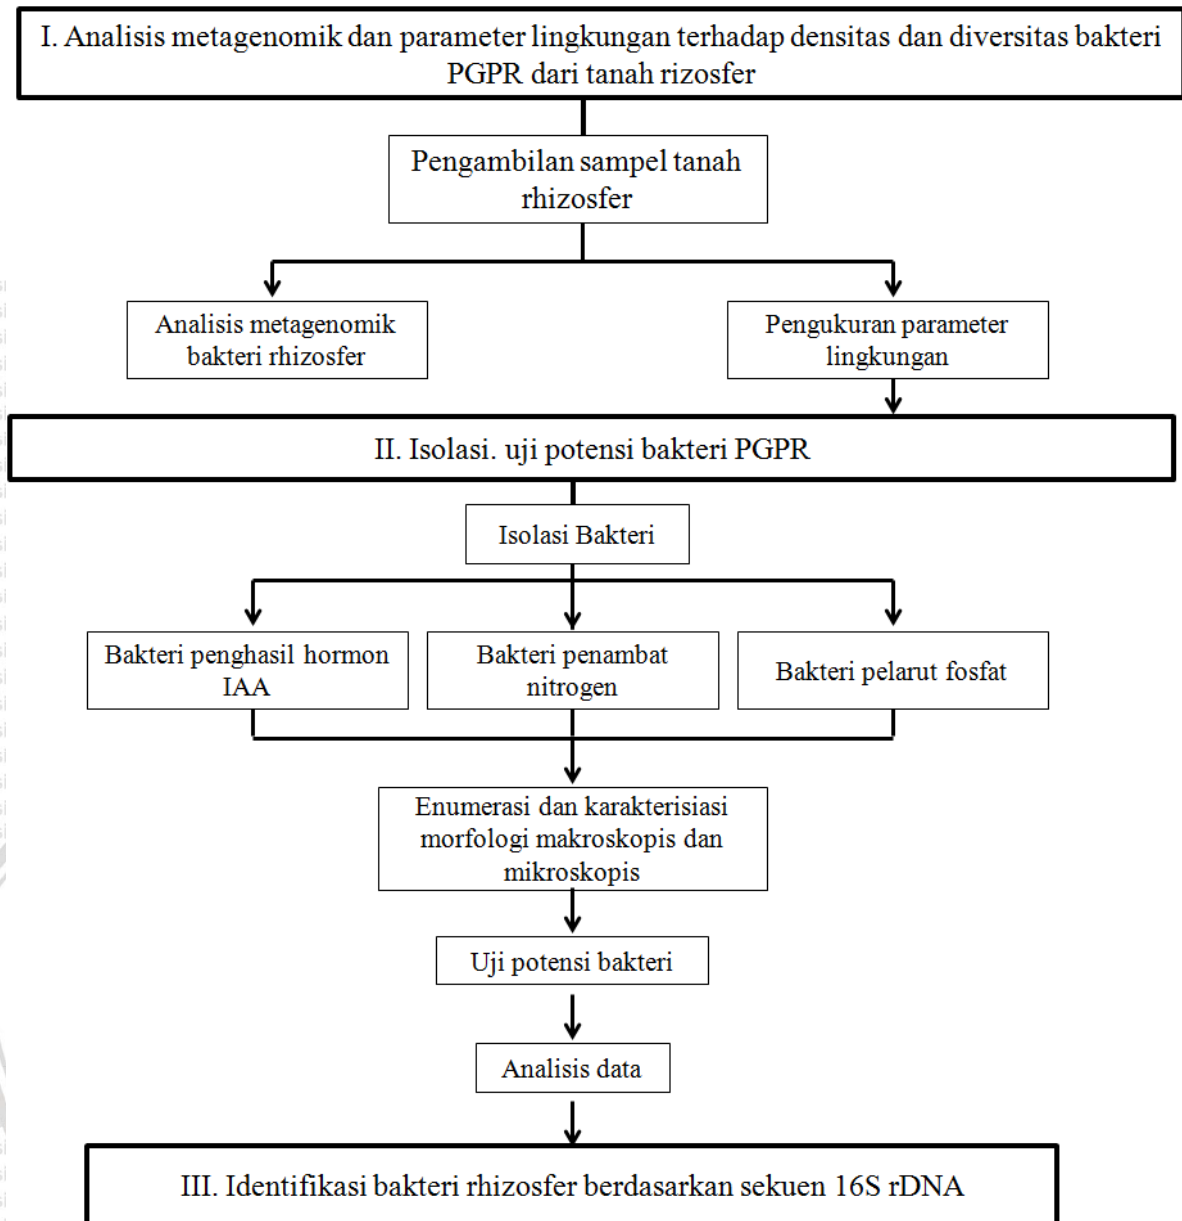 I. Analisis metagenomik dan parameter lingkungan terhadap densitas dan diversitas bakteri
PGPR dari tanah rizosfer
Pengambilan sampel tanah
rhizosfer
Analisis metagenomik
bakteri rhizosfer
Pengukuran parameter
lingkungan
II. Isolasi. uji potensi bakteri PGPR
Isolasi Bakteri
Bakteri penghasil hormon
IAA
Bakteri penambat
nitrogen
Bakteri pelarut fosfat
Enumerasi dan karakterisiasi
morfologi makroskopis dan
mikroskopis
Uji potensi bakteri
Analisis data
III. Identifikasi bakteri rhizosfer berdasarkan sekuen 16S rDNA